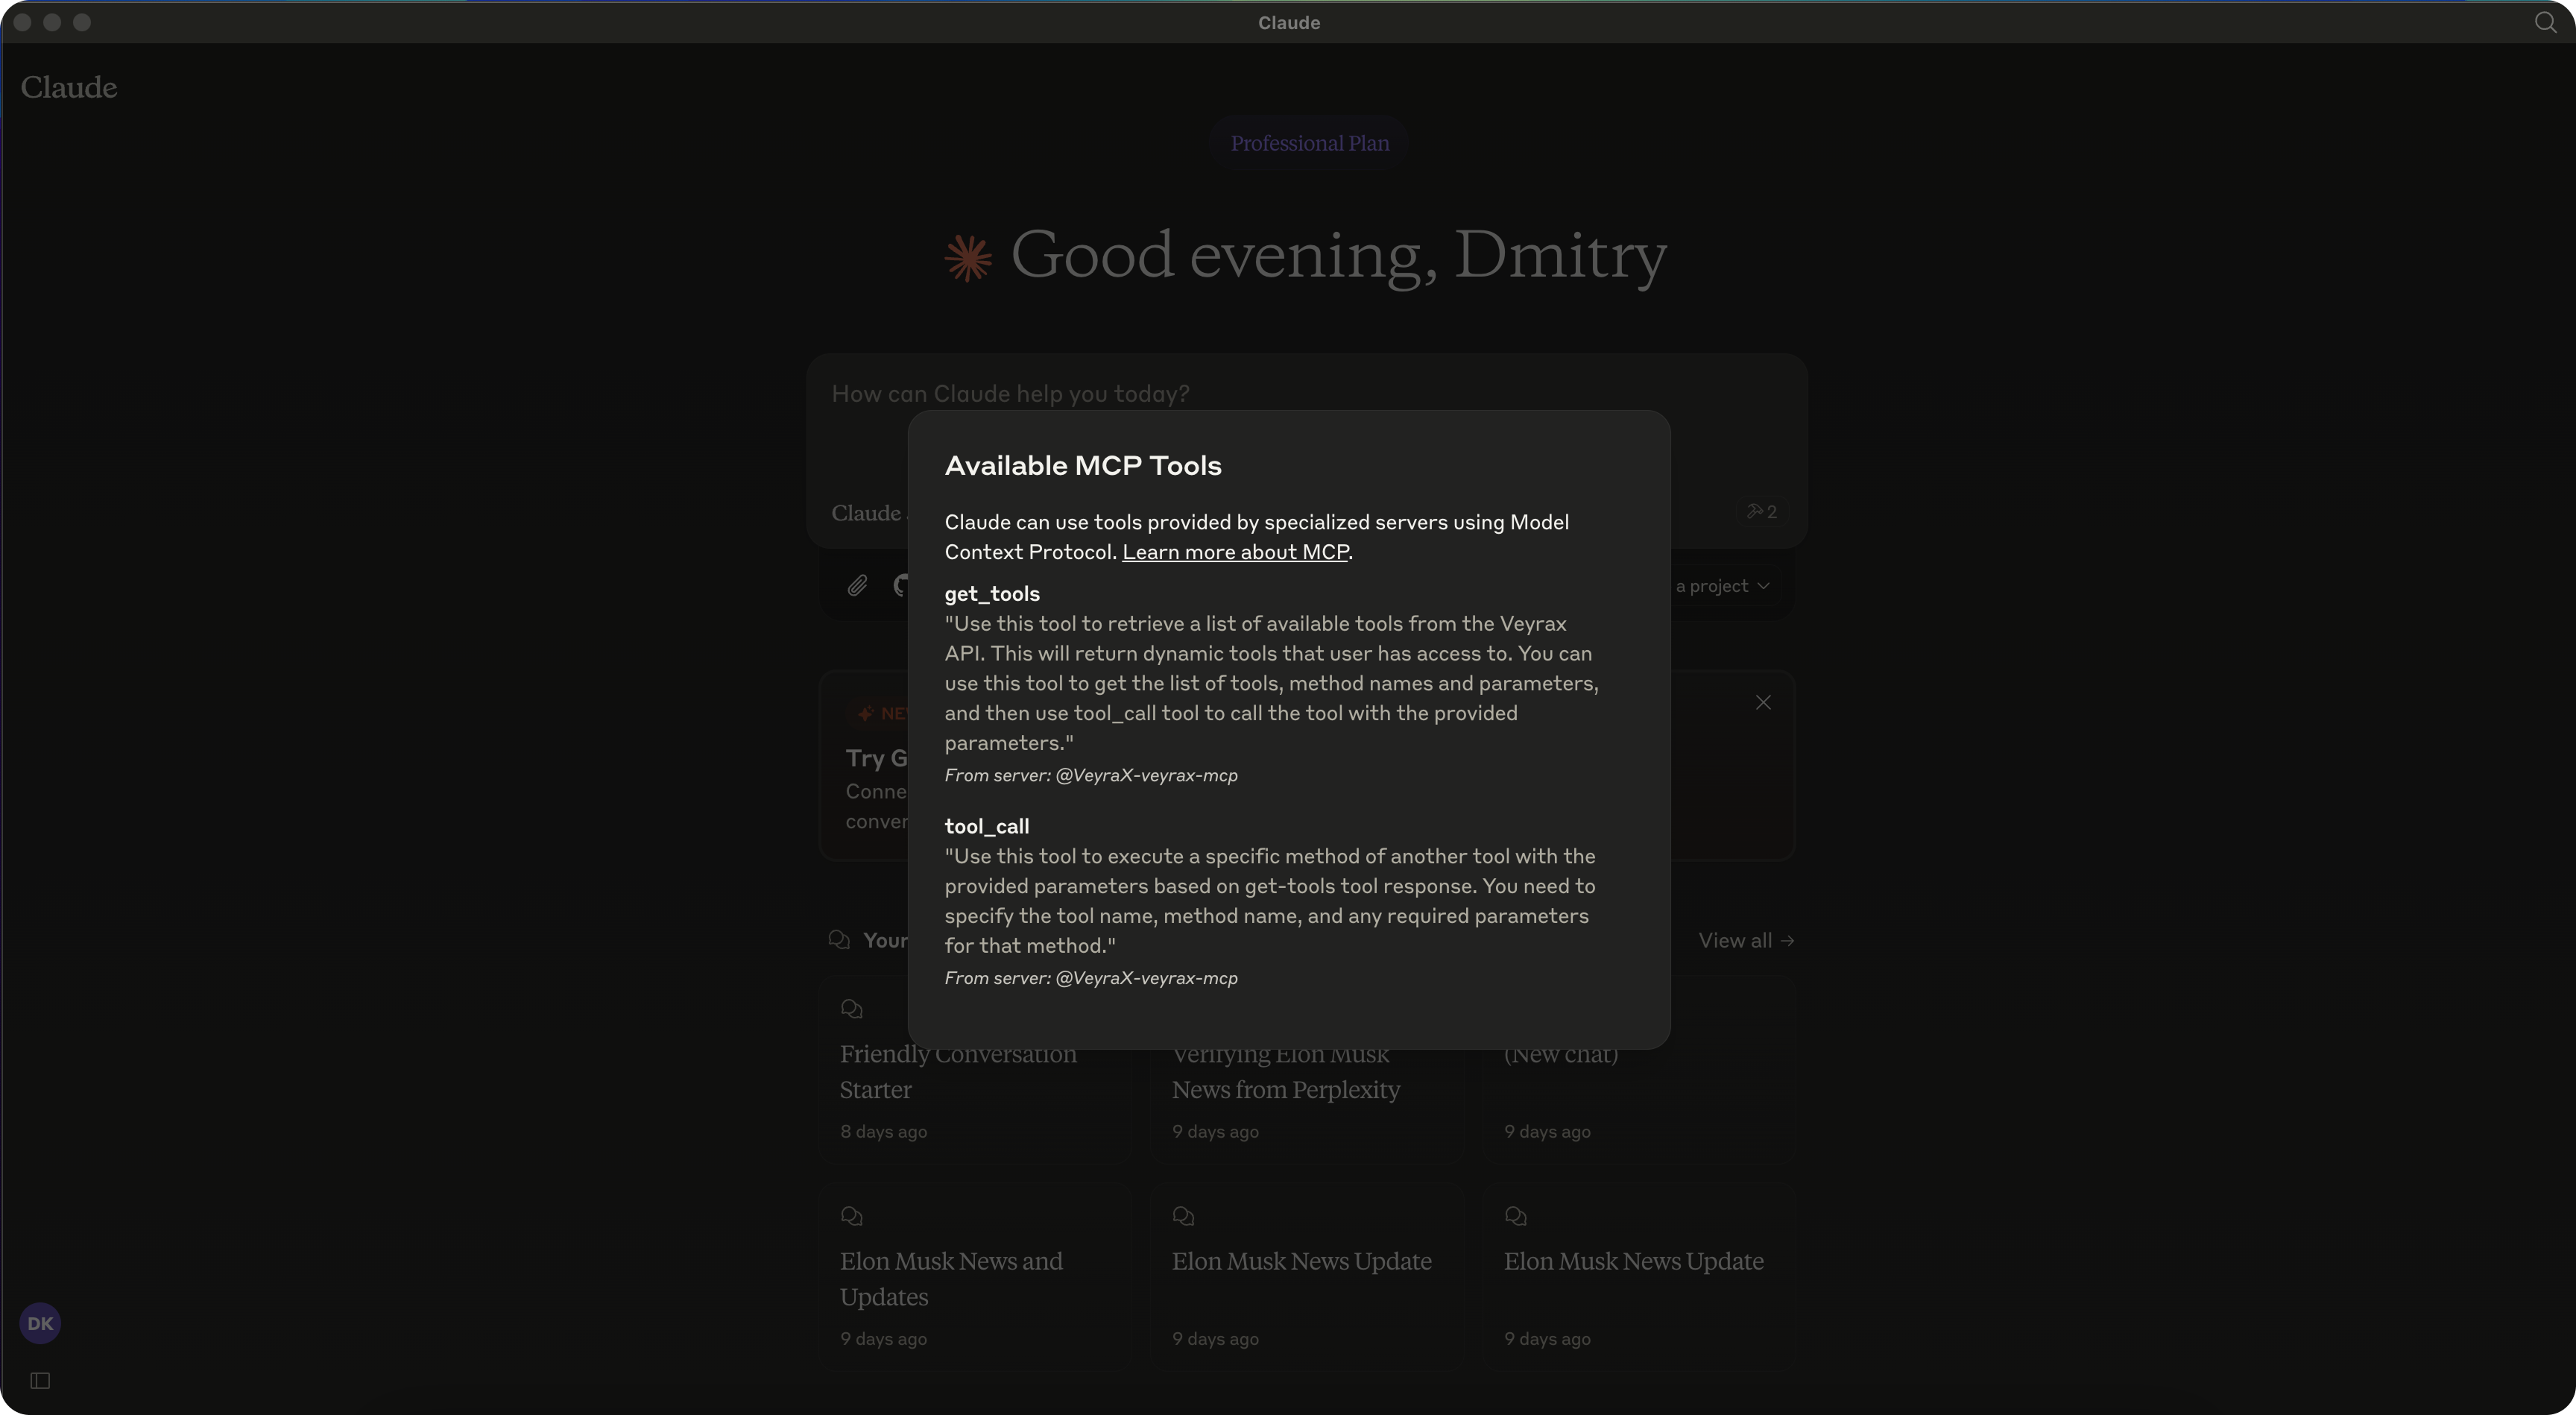 Claude
Claude
Professional Plan
Good evening, Dmitry
How can Claude help you today?
Claude
2
a project
Available MCP Tools
Claude can use tools provided by specialized servers using Model
Context Protocol. Learn more about MCP.
get_tools
"Use this tool to retrieve a list of available tools from the Veyrax
API. This will return dynamic tools that user has access to. You can
use this tool to get the list of tools, method names and parameters,
and then use tool_call tool to call the tool with the provided
parameters."
From server: @VeyraX-veyrax-mcp
tool_call
"Use this tool to execute a specific method of another tool with the
provided parameters based on get-tools tool response. You need to
specify the tool name, method name, and any required parameters
for that method."
From server: @VeyraX-veyrax-mcp
NE
Try G
Conne
conver
Your
View all →
Friendly Conversation
Starter
8 days ago
Verifying Elon Musk
News from Perplexity
9 days ago
(New chat)
9 days ago
Elon Musk News and
Updates
9 days ago
Elon Musk News Update
9 days ago
Elon Musk News Update
9 days ago
DK